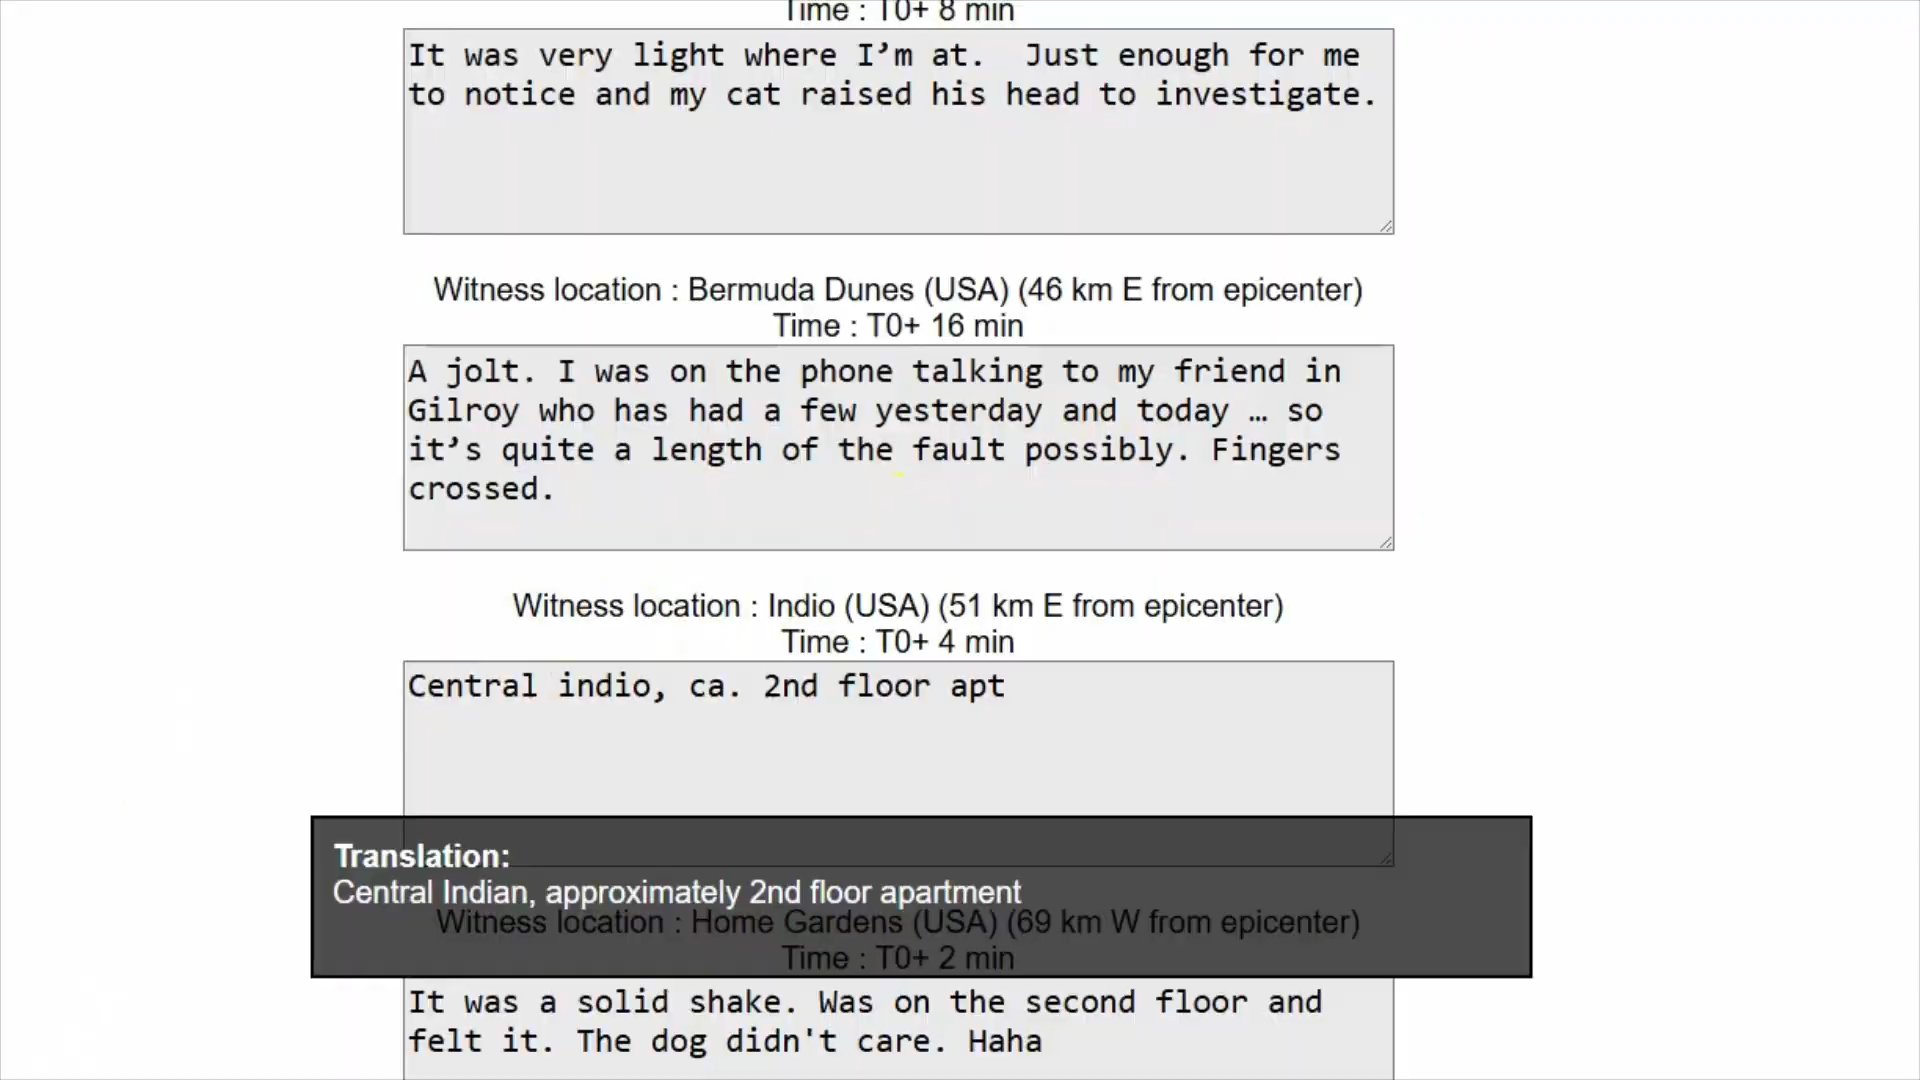 Time : T0+ 8 min
It was very light where I’m at.  Just enough for me
to notice and my cat raised his head to investigate.
Witness location : Bermuda Dunes (USA) (46 km E from epicenter)
Time : T0+ 16 min
A jolt. I was on the phone talking to my friend in
Gilroy who has had a few yesterday and today … so
it’s quite a length of the fault possibly. Fingers
crossed.
Witness location : Indio (USA) (51 km E from epicenter)
Time : T0+ 4 min
Central indio, ca. 2nd floor apt
Translation:
Central Indian, approximately 2nd floor apartment
Witness location : Home Gardens (USA) (69 km W from epicenter)
Time : T0+ 2 min
It was a solid shake. Was on the second floor and
felt it. The dog didn't care. Haha